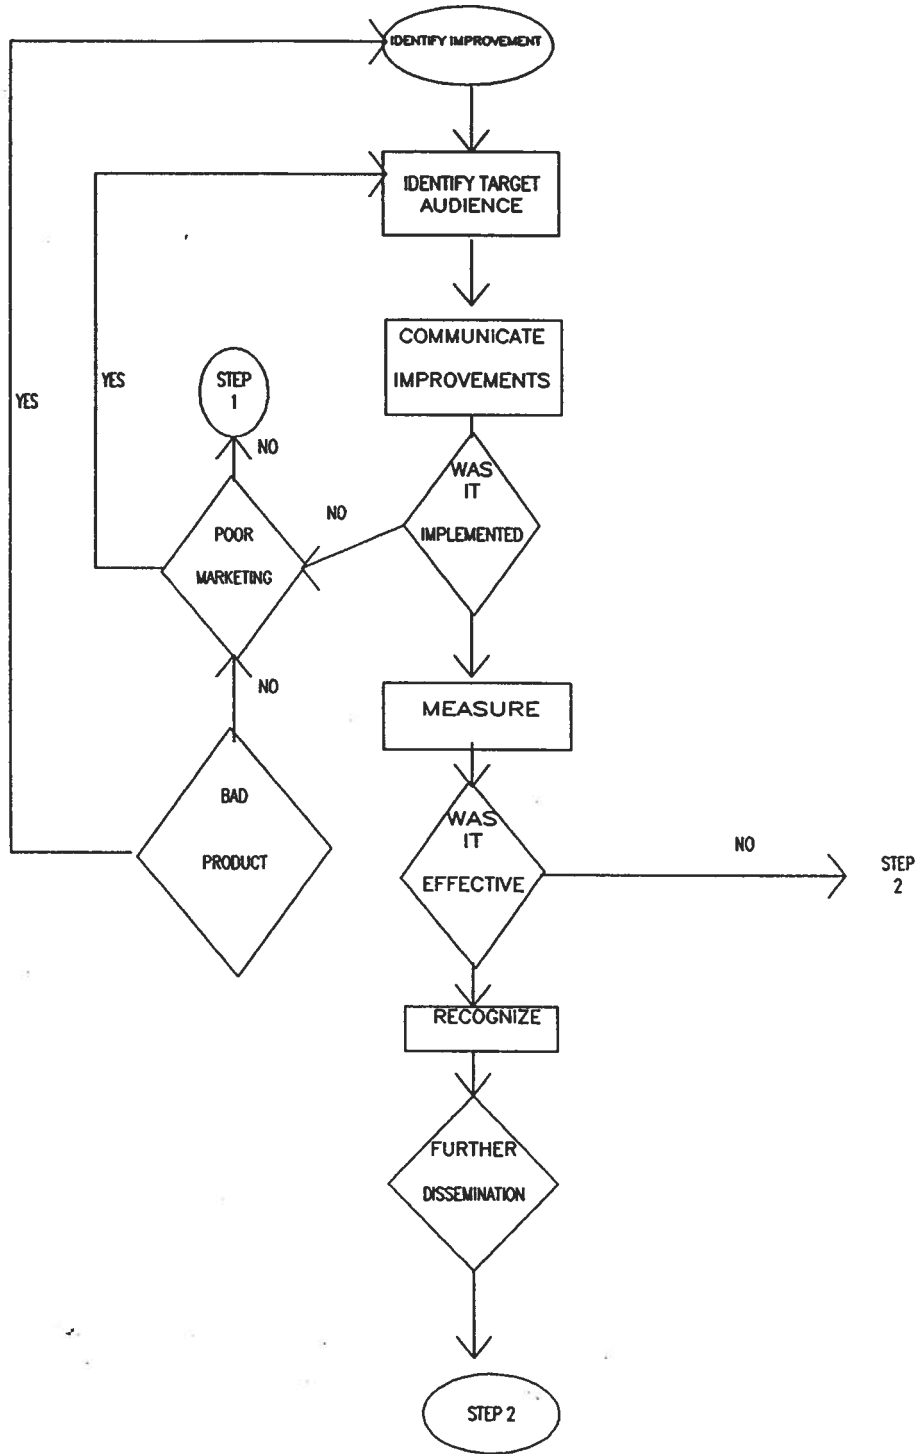 IDENTIFY IMPROVEMENT
IDENTIFY TARGET
AUDIENCE
COMMUNICATE
IMPROVEMENTS
STEP
1
YES
YES
NO
WAS
IT
IMPLEMENTED
NO
POOR
MARKETING
NO
MEASURE
BAD
PRODUCT
WAS
IT
EFFECTIVE
NO
STEP
2
RECOGNIZE
FURTHER
DISSEMINATION
STEP 2